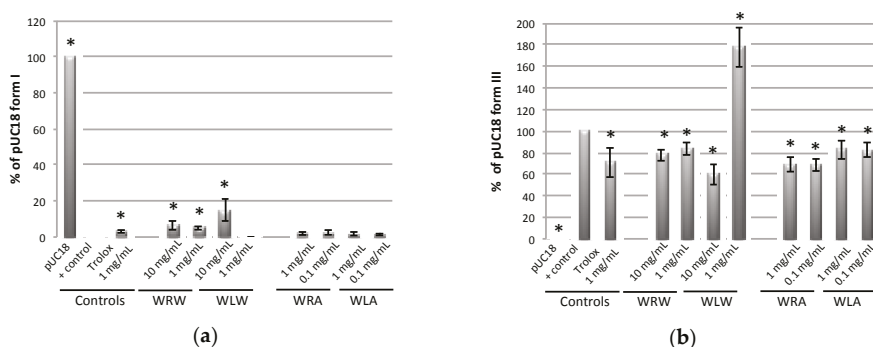 % of pUC18 form I
120
100
80
60
40
20
0
*
*
*
*
*
pUC18
+ control
Trolox
1 mg/mL
10 mg/mL
1 mg/mL
10 mg/mL
1 mg/mL
1 mg/mL
0.1 mg/mL
1 mg/mL
0.1 mg/mL
Controls
WRW
WLW
WRA
WLA
(a)
% of pUC18 form III
200
180
160
140
120
100
80
60
40
20
0
*
*
*
*
*
*
*
*
*
*
pUC18
+ control
Trolox
1 mg/mL
10 mg/mL
1 mg/mL
10 mg/mL
1 mg/mL
1 mg/mL
0.1 mg/mL
1 mg/mL
0.1 mg/mL
Controls
WRW
WLW
WRA
WLA
(b)